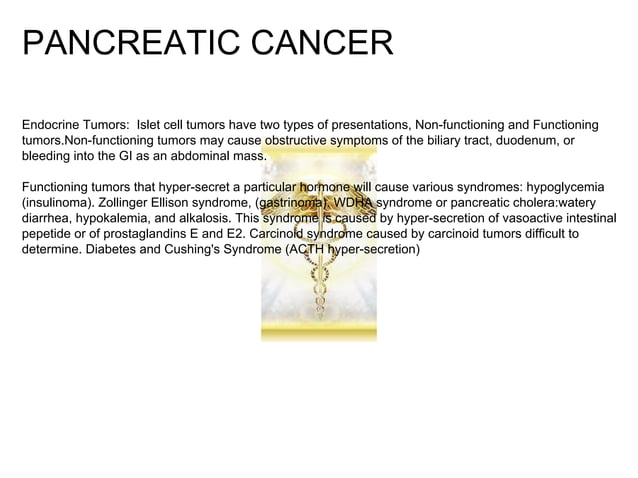 PANCREATIC CANCER
Endocrine Tumors:  Islet cell tumors have two types of presentations, Non-functioning and Functioning
tumors.Non-functioning tumors may cause obstructive symptoms of the biliary tract, duodenum, or
bleeding into the GI as an abdominal mass.
Functioning tumors that hyper-secret a particular hormone will cause various syndromes: hypoglycemia
(insulinoma). Zollinger Ellison syndrome, (gastrinoma). WDHA syndrome or pancreatic cholera:watery
diarrhea, hypokalemia, and alkalosis. This syndrome is caused by hyper-secretion of vasoactive intestinal
pepetide or of prostaglandins E and E2. Carcinoid syndrome caused by carcinoid tumors difficult to
determine. Diabetes and Cushing's Syndrome (ACTH hyper-secretion)